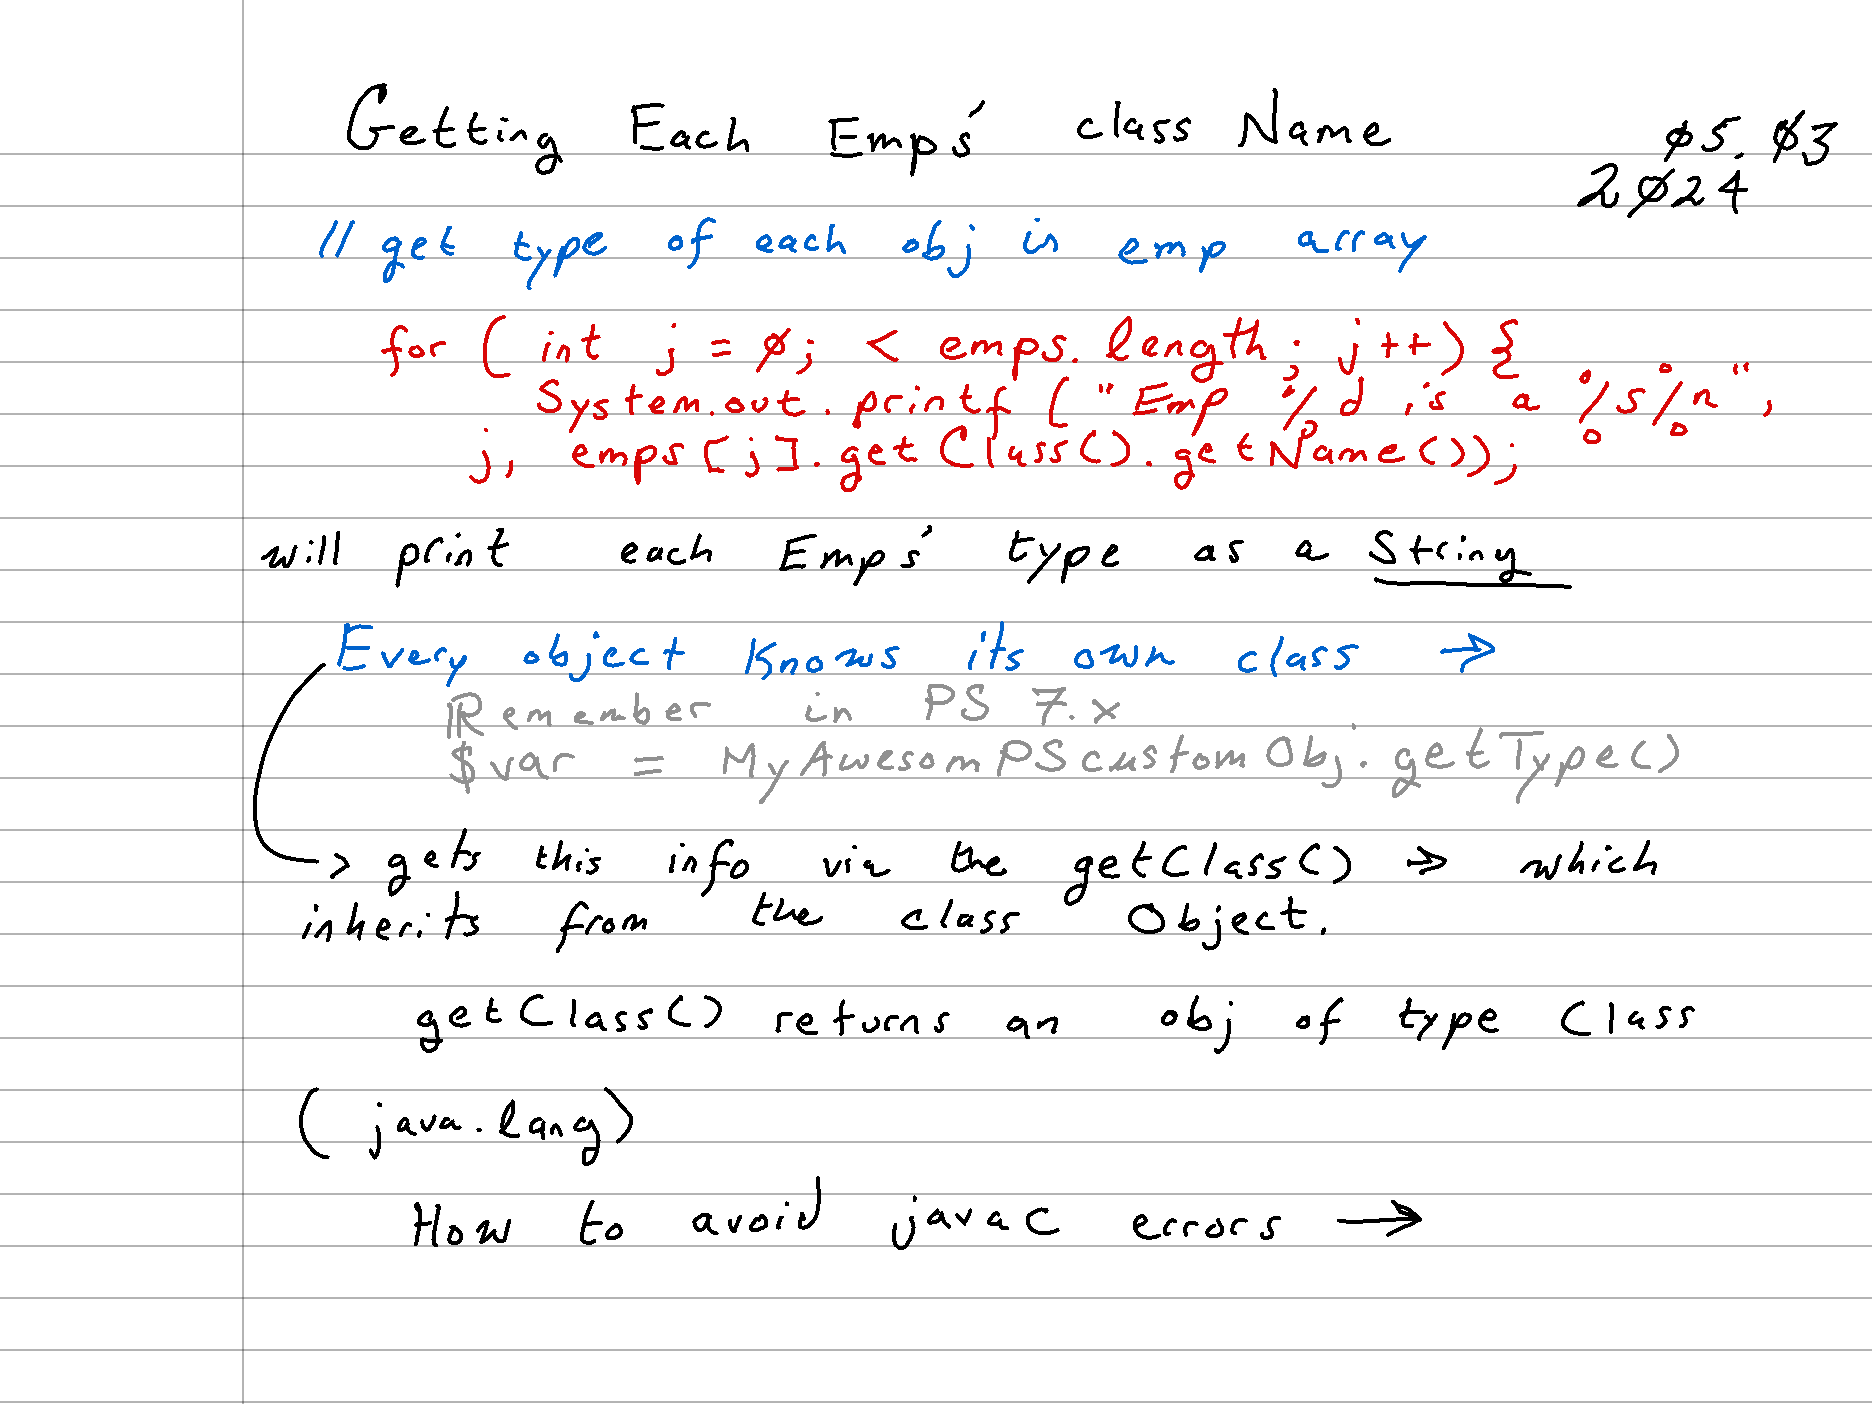 Getting Each Emps' class Name
ø5.ø3
2ø24
// get type of each obj in emp array
for ( int j = ø; < emps.length; j++) {
System.out.printf ( "Emp %d is a %s%n",
j, emps[j].getClass().getName());
will print each Emps' type as a String
Every object knows its own class →
Remember in PS 7.x
$var = MyAwesomPScustomObj.getType()
> gets this info via the getClass() → which
inherits from the class Object.
getClass() returns an obj of type Class
( java.lang)
How to avoid javac errors →